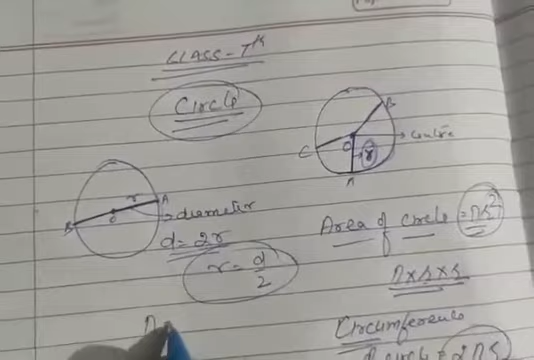 CLASS-7th
Circle
B
C
O
r
A
centre
r
A
B
O
diameter
d=2r
r = d/2
Area of circle = πr²
π×r×r
Circumference
of circle = 2πr
π